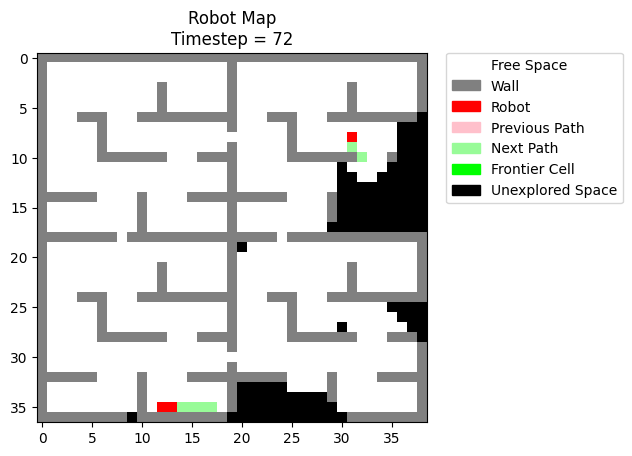 Robot Map
Timestep = 72
0
5
10
15
20
25
30
35
0
5
10
15
20
25
30
35
Free Space
Wall
Robot
Previous Path
Next Path
Frontier Cell
Unexplored Space